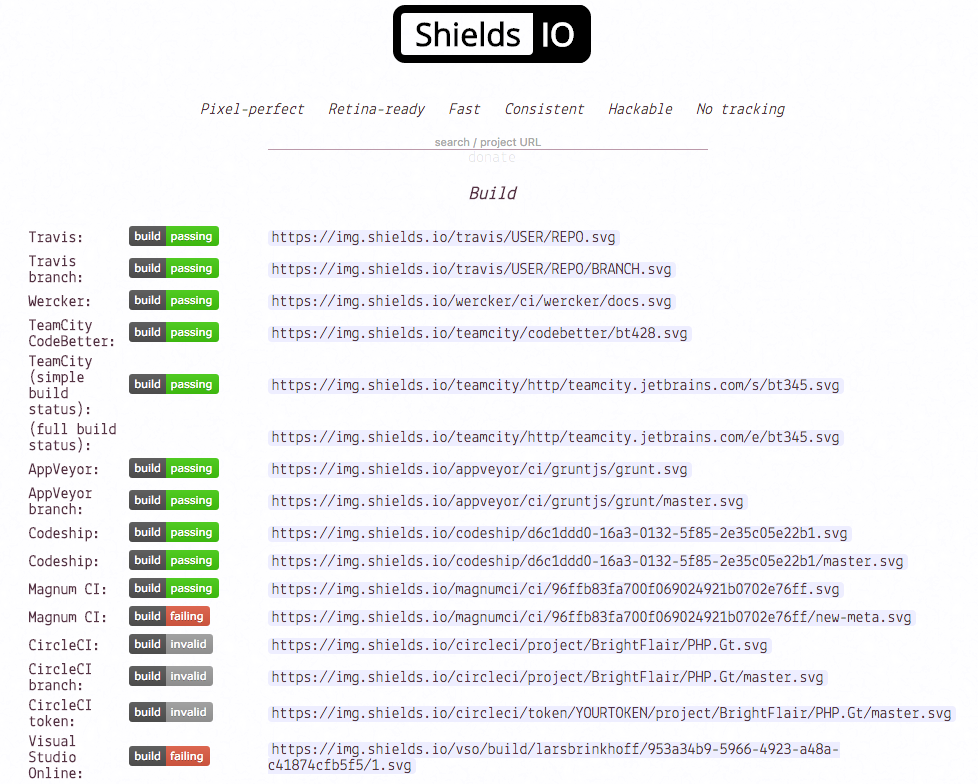 Shields IO
Pixel-perfect Retina-ready Fast Consistent Hackable No tracking
search / project URL
donate
Build
Travis: build passing https://img.shields.io/travis/USER/REPO.svg
Travis
branch: build passing https://img.shields.io/travis/USER/REPO/BRANCH.svg
Wercker: build passing https://img.shields.io/wercker/ci/wercker/docs.svg
TeamCity
CodeBetter: build passing https://img.shields.io/teamcity/codebetter/bt428.svg
TeamCity
(simple
build
status): build passing https://img.shields.io/teamcity/http/teamcity.jetbrains.com/s/bt345.svg
(full build
status): https://img.shields.io/teamcity/http/teamcity.jetbrains.com/e/bt345.svg
AppVeyor: build passing https://img.shields.io/appveyor/ci/gruntjs/grunt.svg
AppVeyor
branch: build passing https://img.shields.io/appveyor/ci/gruntjs/grunt/master.svg
Codeship: build passing https://img.shields.io/codeship/d6c1ddd0-16a3-0132-5f85-2e35c05e22b1.svg
Codeship: build passing https://img.shields.io/codeship/d6c1ddd0-16a3-0132-5f85-2e35c05e22b1/master.svg
Magnum CI: build passing https://img.shields.io/magnumci/ci/96ffb83fa700f069024921b0702e76ff.svg
Magnum CI: build failing https://img.shields.io/magnumci/ci/96ffb83fa700f069024921b0702e76ff/new-meta.svg
CircleCI: build invalid https://img.shields.io/circleci/project/BrightFlair/PHP.Gt.svg
CircleCI
branch: build invalid https://img.shields.io/circleci/project/BrightFlair/PHP.Gt/master.svg
CircleCI
token: build invalid https://img.shields.io/circleci/token/YOURTOKEN/project/BrightFlair/PHP.Gt/master.svg
Visual
Studio
Online: build failing https://img.shields.io/vso/build/larsbrinkhoff/953a34b9-5966-4923-a48a-
c41874cfb5f5/1.svg